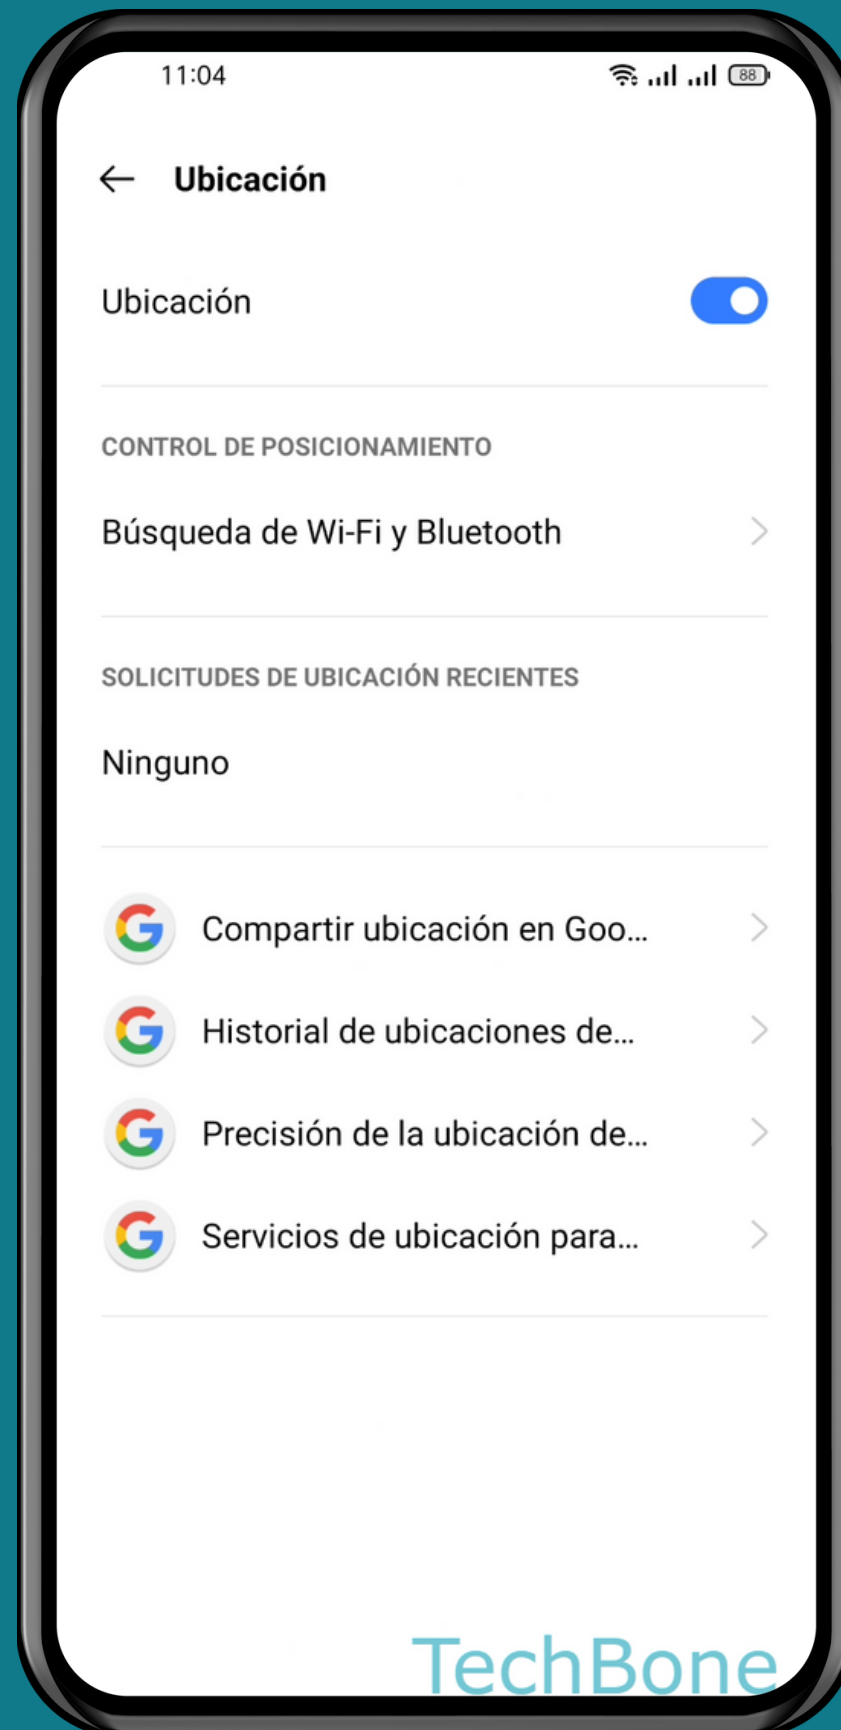 11:04
88
Ubicación
Ubicación
CONTROL DE POSICIONAMIENTO
Búsqueda de Wi-Fi y Bluetooth
SOLICITUDES DE UBICACIÓN RECIENTES
Ninguno
Compartir ubicación en Goo...
Historial de ubicaciones de...
Precisión de la ubicación de...
Servicios de ubicación para...
TechBone